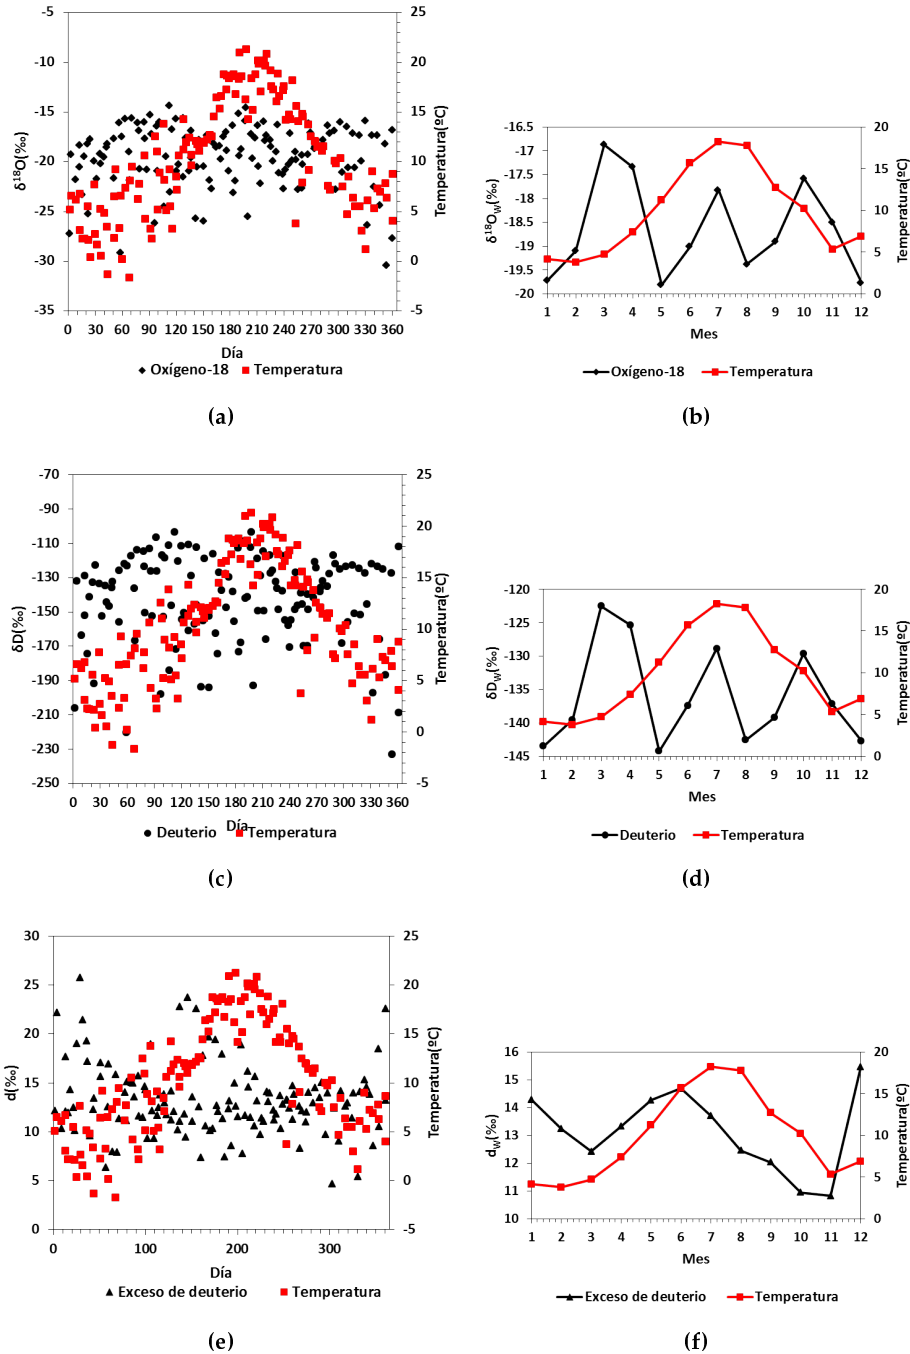 -5
-10
-15
-20
-25
-30
-35
δ¹⁸O(‰)
25
20
15
10
5
0
-5
Temperatura(ºC)
0 30 60 90 120 150 180 210 240 270 300 330 360
Día
Oxígeno-18 Temperatura
(a)
-16.5
-17
-17.5
-18
-18.5
-19
-19.5
-20
δ¹⁸Ow(‰)
20
15
10
5
0
Temperatura(ºC)
1 2 3 4 5 6 7 8 9 10 11 12
Mes
Oxígeno-18 Temperatura
(b)
-70
-90
-110
-130
-150
-170
-190
-210
-230
-250
δD(‰)
25
20
15
10
5
0
-5
Temperatura(ºC)
0 30 60 90 120 150 180 210 240 270 300 330 360
Día
Deuterio Temperatura
(c)
-120
-125
-130
-135
-140
-145
δDw(‰)
20
15
10
5
0
Temperatura(ºC)
1 2 3 4 5 6 7 8 9 10 11 12
Mes
Deuterio Temperatura
(d)
30
25
20
15
10
5
0
d(‰)
25
20
15
10
5
0
-5
Temperatura(ºC)
0 100 200 300
Día
Exceso de deuterio Temperatura
(e)
16
15
14
13
12
11
10
dw(‰)
20
15
10
5
0
Temperatura(ºC)
1 2 3 4 5 6 7 8 9 10 11 12
Mes
Exceso de deuterio Temperatura
(f)